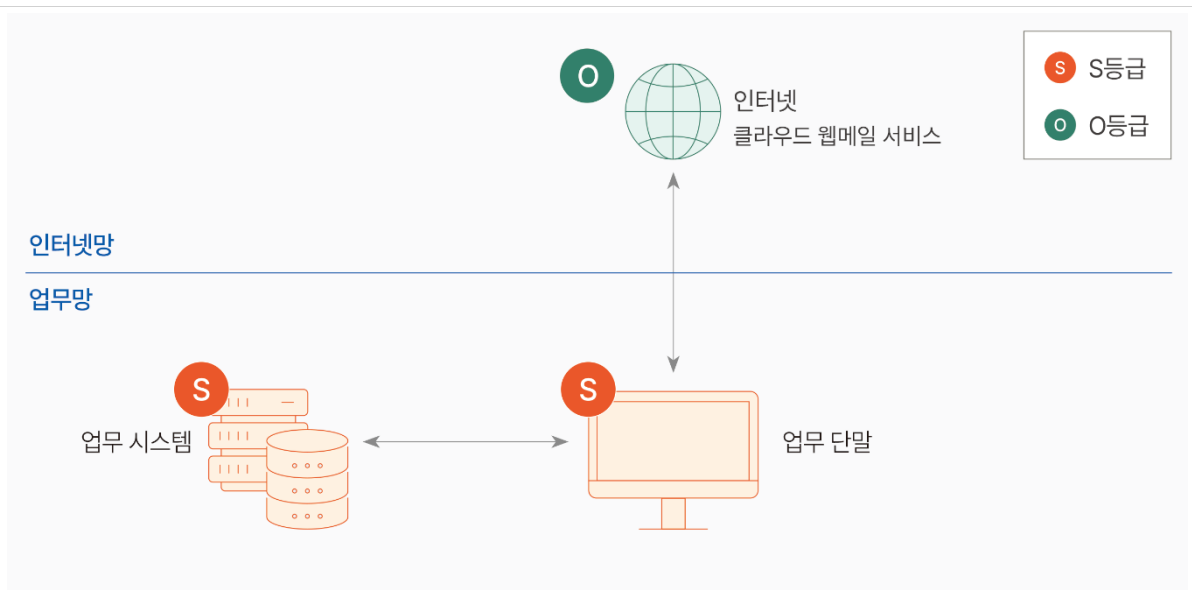 O
인터넷
클라우드 웹메일 서비스
S S등급
O O등급
인터넷망
업무망
S
업무 시스템
S
업무 단말